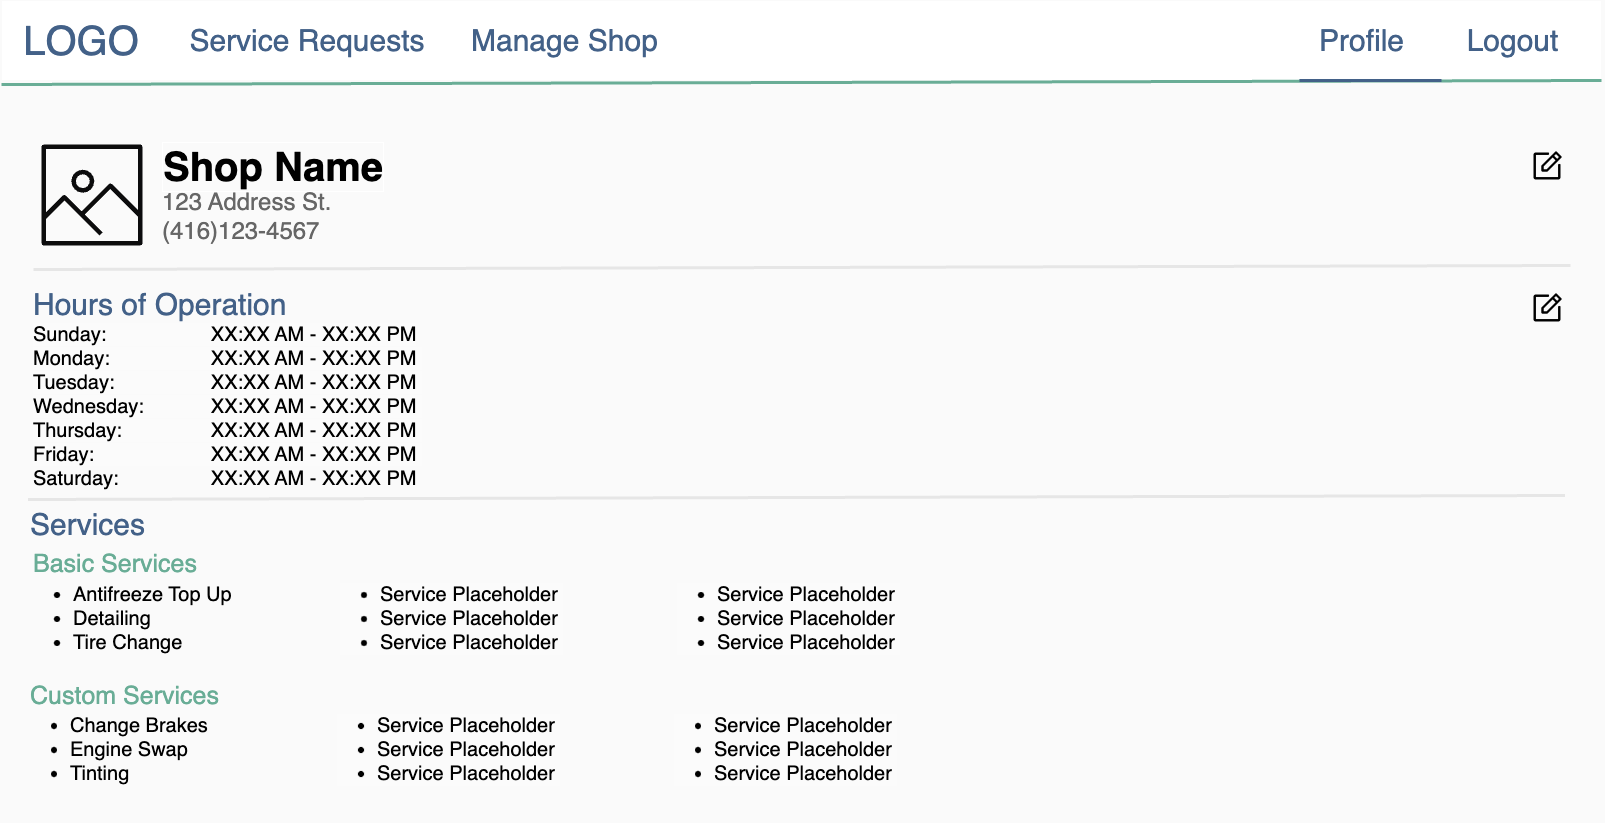 LOGO Service Requests Manage Shop Profile Logout
Shop Name
123 Address St.
(416)123-4567
Hours of Operation
Sunday: XX:XX AM - XX:XX PM
Monday: XX:XX AM - XX:XX PM
Tuesday: XX:XX AM - XX:XX PM
Wednesday: XX:XX AM - XX:XX PM
Thursday: XX:XX AM - XX:XX PM
Friday: XX:XX AM - XX:XX PM
Saturday: XX:XX AM - XX:XX PM
Services
Basic Services
• Antifreeze Top Up • Service Placeholder • Service Placeholder
• Detailing • Service Placeholder • Service Placeholder
• Tire Change • Service Placeholder • Service Placeholder
Custom Services
• Change Brakes • Service Placeholder • Service Placeholder
• Engine Swap • Service Placeholder • Service Placeholder
• Tinting • Service Placeholder • Service Placeholder